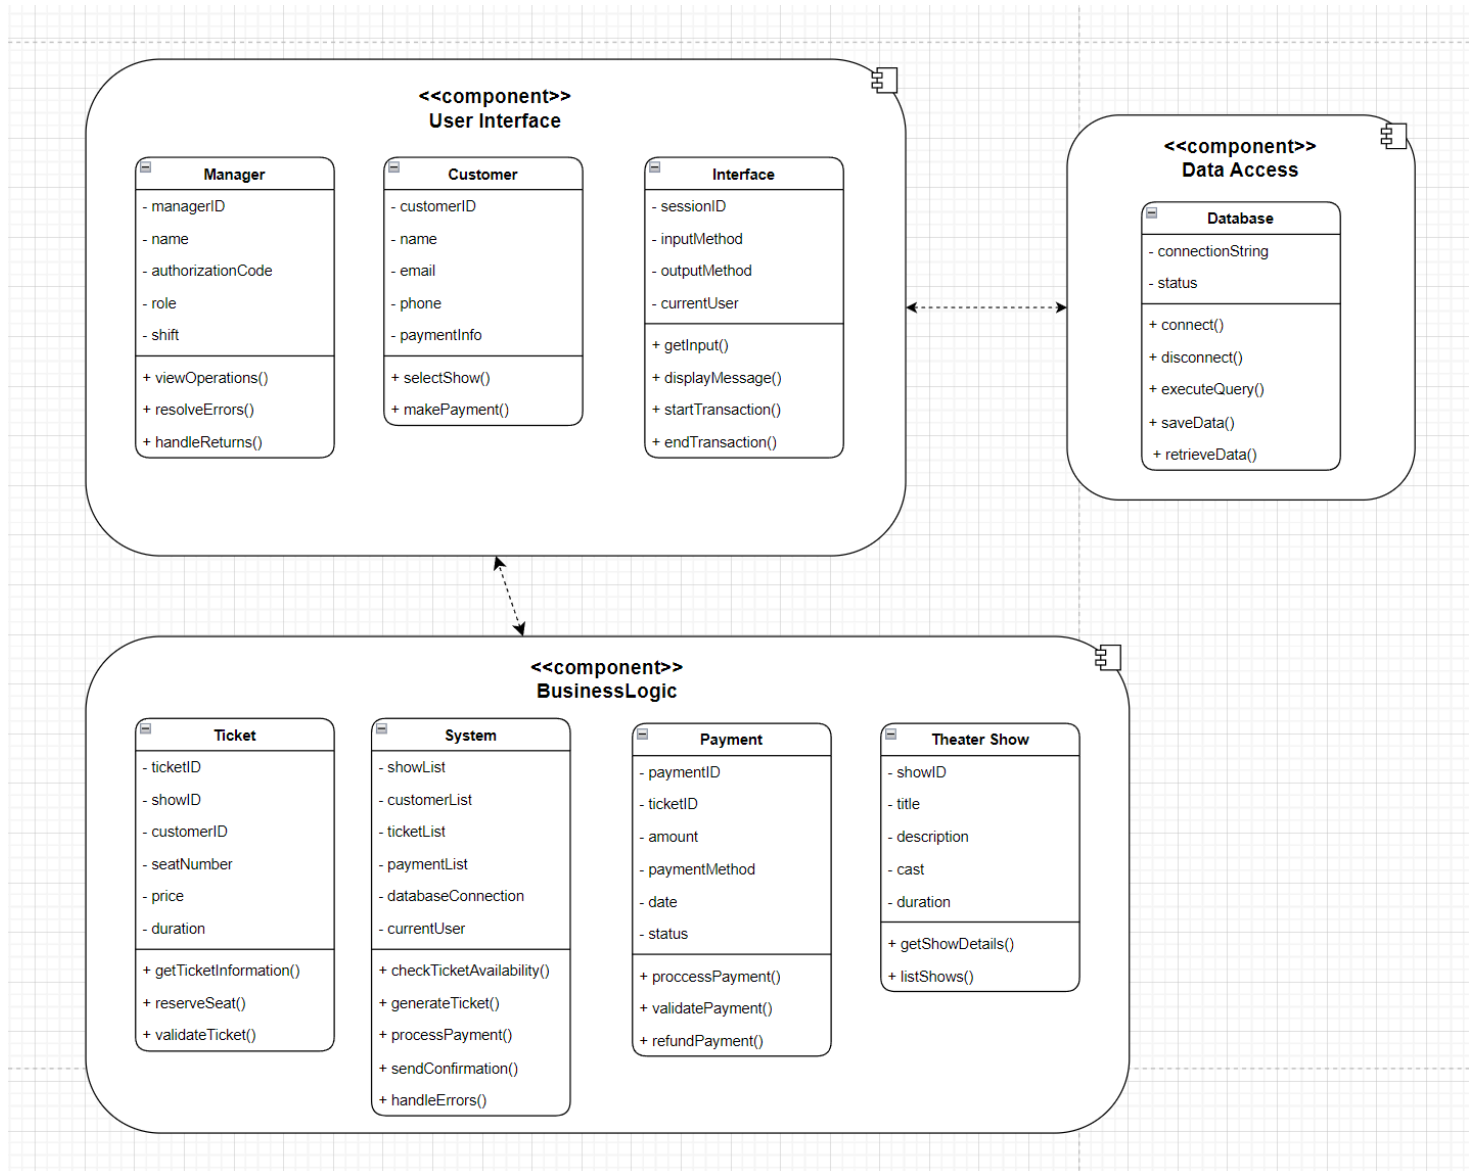 <<component>>
User Interface
Manager
- managerID
- name
- authorizationCode
- role
- shift
+ viewOperations()
+ resolveErrors()
+ handleReturns()
Customer
- customerID
- name
- email
- phone
- paymentInfo
+ selectShow()
+ makePayment()
Interface
- sessionID
- inputMethod
- outputMethod
- currentUser
+ getInput()
+ displayMessage()
+ startTransaction()
+ endTransaction()
<<component>>
Data Access
Database
- connectionString
- status
+ connect()
+ disconnect()
+ executeQuery()
+ saveData()
+ retrieveData()
<<component>>
BusinessLogic
Ticket
- ticketID
- showID
- customerID
- seatNumber
- price
- duration
+ getTicketInformation()
+ reserveSeat()
+ validateTicket()
System
- showList
- customerList
- ticketList
- paymentList
- databaseConnection
- currentUser
+ checkTicketAvailability()
+ generateTicket()
+ processPayment()
+ sendConfirmation()
+ handleErrors()
Payment
- paymentID
- ticketID
- amount
- paymentMethod
- date
- status
+ proccessPayment()
+ validatePayment()
+ refundPayment()
Theater Show
- showID
- title
- description
- cast
- duration
+ getShowDetails()
+ listShows()